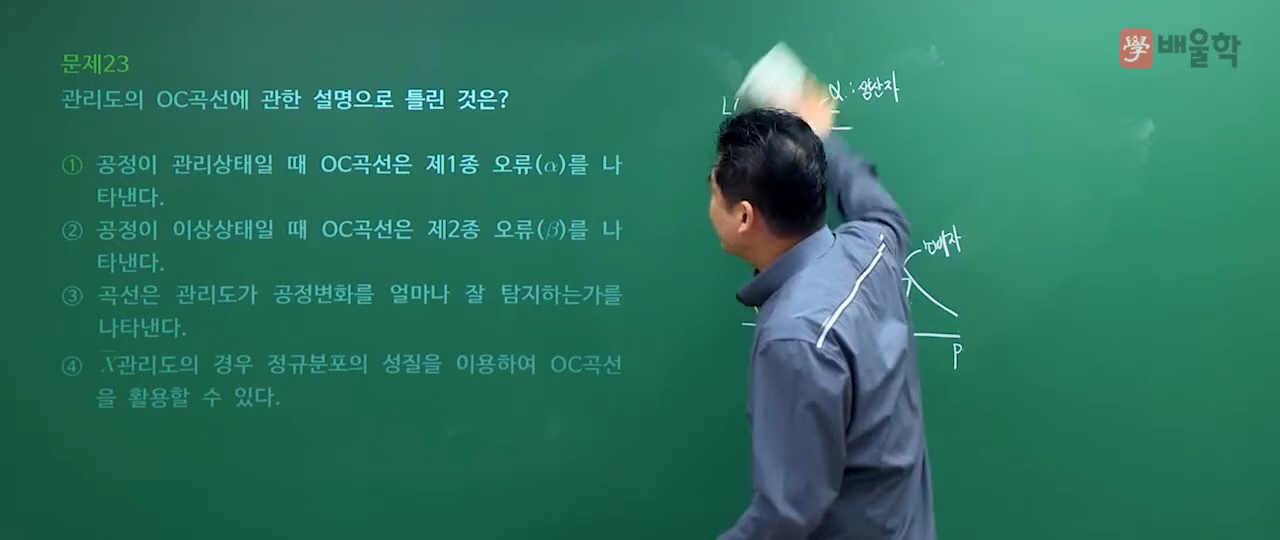 學 배울학
문제23
관리도의 OC곡선에 관한 설명으로 틀린 것은?
① 공정이 관리상태일 때 OC곡선은 제1종 오류(α)를 나
타낸다.
② 공정이 이상상태일 때 OC곡선은 제2종 오류(β)를 나
타낸다.
③ 곡선은 관리도가 공정변화를 얼마나 잘 탐지하는가를
나타낸다.
④ X̄관리도의 경우 정규분포의 성질을 이용하여 OC곡선
을 활용할 수 있다.
L(
α : 생산자
P